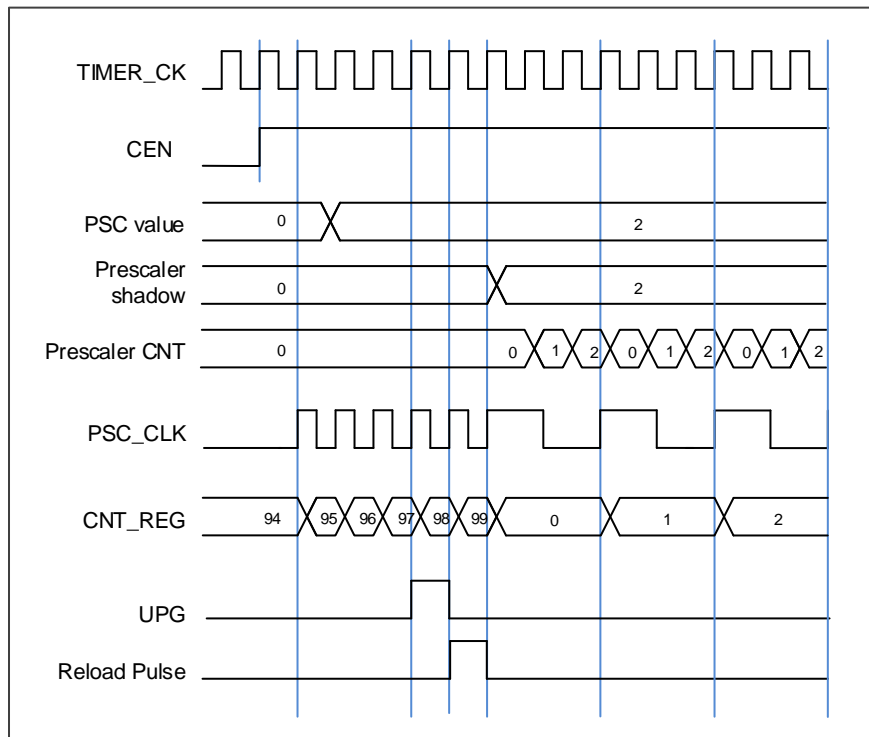 TIMER_CK
CEN
PSC value 0 2
Prescaler
shadow 0 2
Prescaler CNT 0 0 1 2 0 1 2 0 1 2
PSC_CLK
CNT_REG 94 95 96 97 98 99 0 1 2
UPG
Reload Pulse